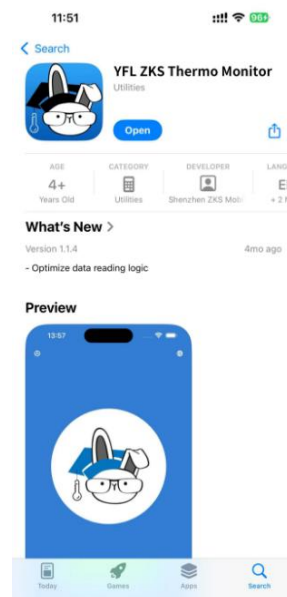 11:51
96
Search
YFL ZKS Thermo Monitor
Utilities
Open
AGE
CATEGORY
DEVELOPER
LANG
4+
E
Years Old
Utilities
Shenzhen ZKS Mobi
+ 2 M
What's New >
Version 1.1.4
4mo ago
- Optimize data reading logic
Preview
13:57
Today
Games
Apps
Search